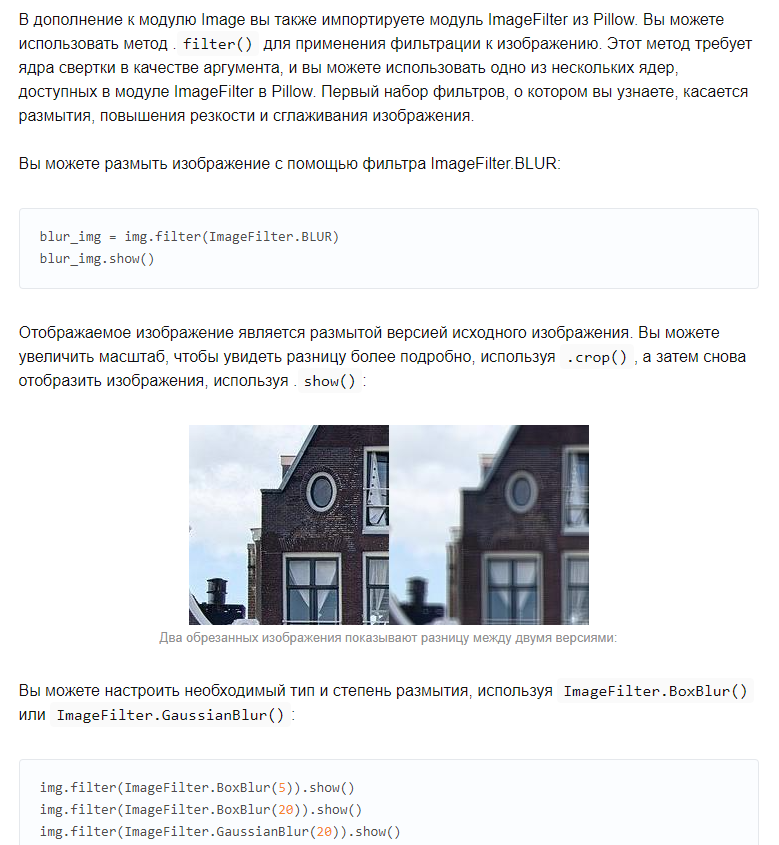 В дополнение к модулю Image вы также импортируете модуль ImageFilter из Pillow. Вы можете
использовать метод . filter() для применения фильтрации к изображению. Этот метод требует
ядра свертки в качестве аргумента, и вы можете использовать одно из нескольких ядер,
доступных в модуле ImageFilter в Pillow. Первый набор фильтров, о котором вы узнаете, касается
размытия, повышения резкости и сглаживания изображения.
Вы можете размыть изображение с помощью фильтра ImageFilter.BLUR:
blur_img = img.filter(ImageFilter.BLUR)
blur_img.show()
Отображаемое изображение является размытой версией исходного изображения. Вы можете
увеличить масштаб, чтобы увидеть разницу более подробно, используя .crop() , а затем снова
отобразить изображения, используя . show() :
Два обрезанных изображения показывают разницу между двумя версиями:
Вы можете настроить необходимый тип и степень размытия, используя ImageFilter.BoxBlur()
или ImageFilter.GaussianBlur() :
img.filter(ImageFilter.BoxBlur(5)).show()
img.filter(ImageFilter.BoxBlur(20)).show()
img.filter(ImageFilter.GaussianBlur(20)).show()